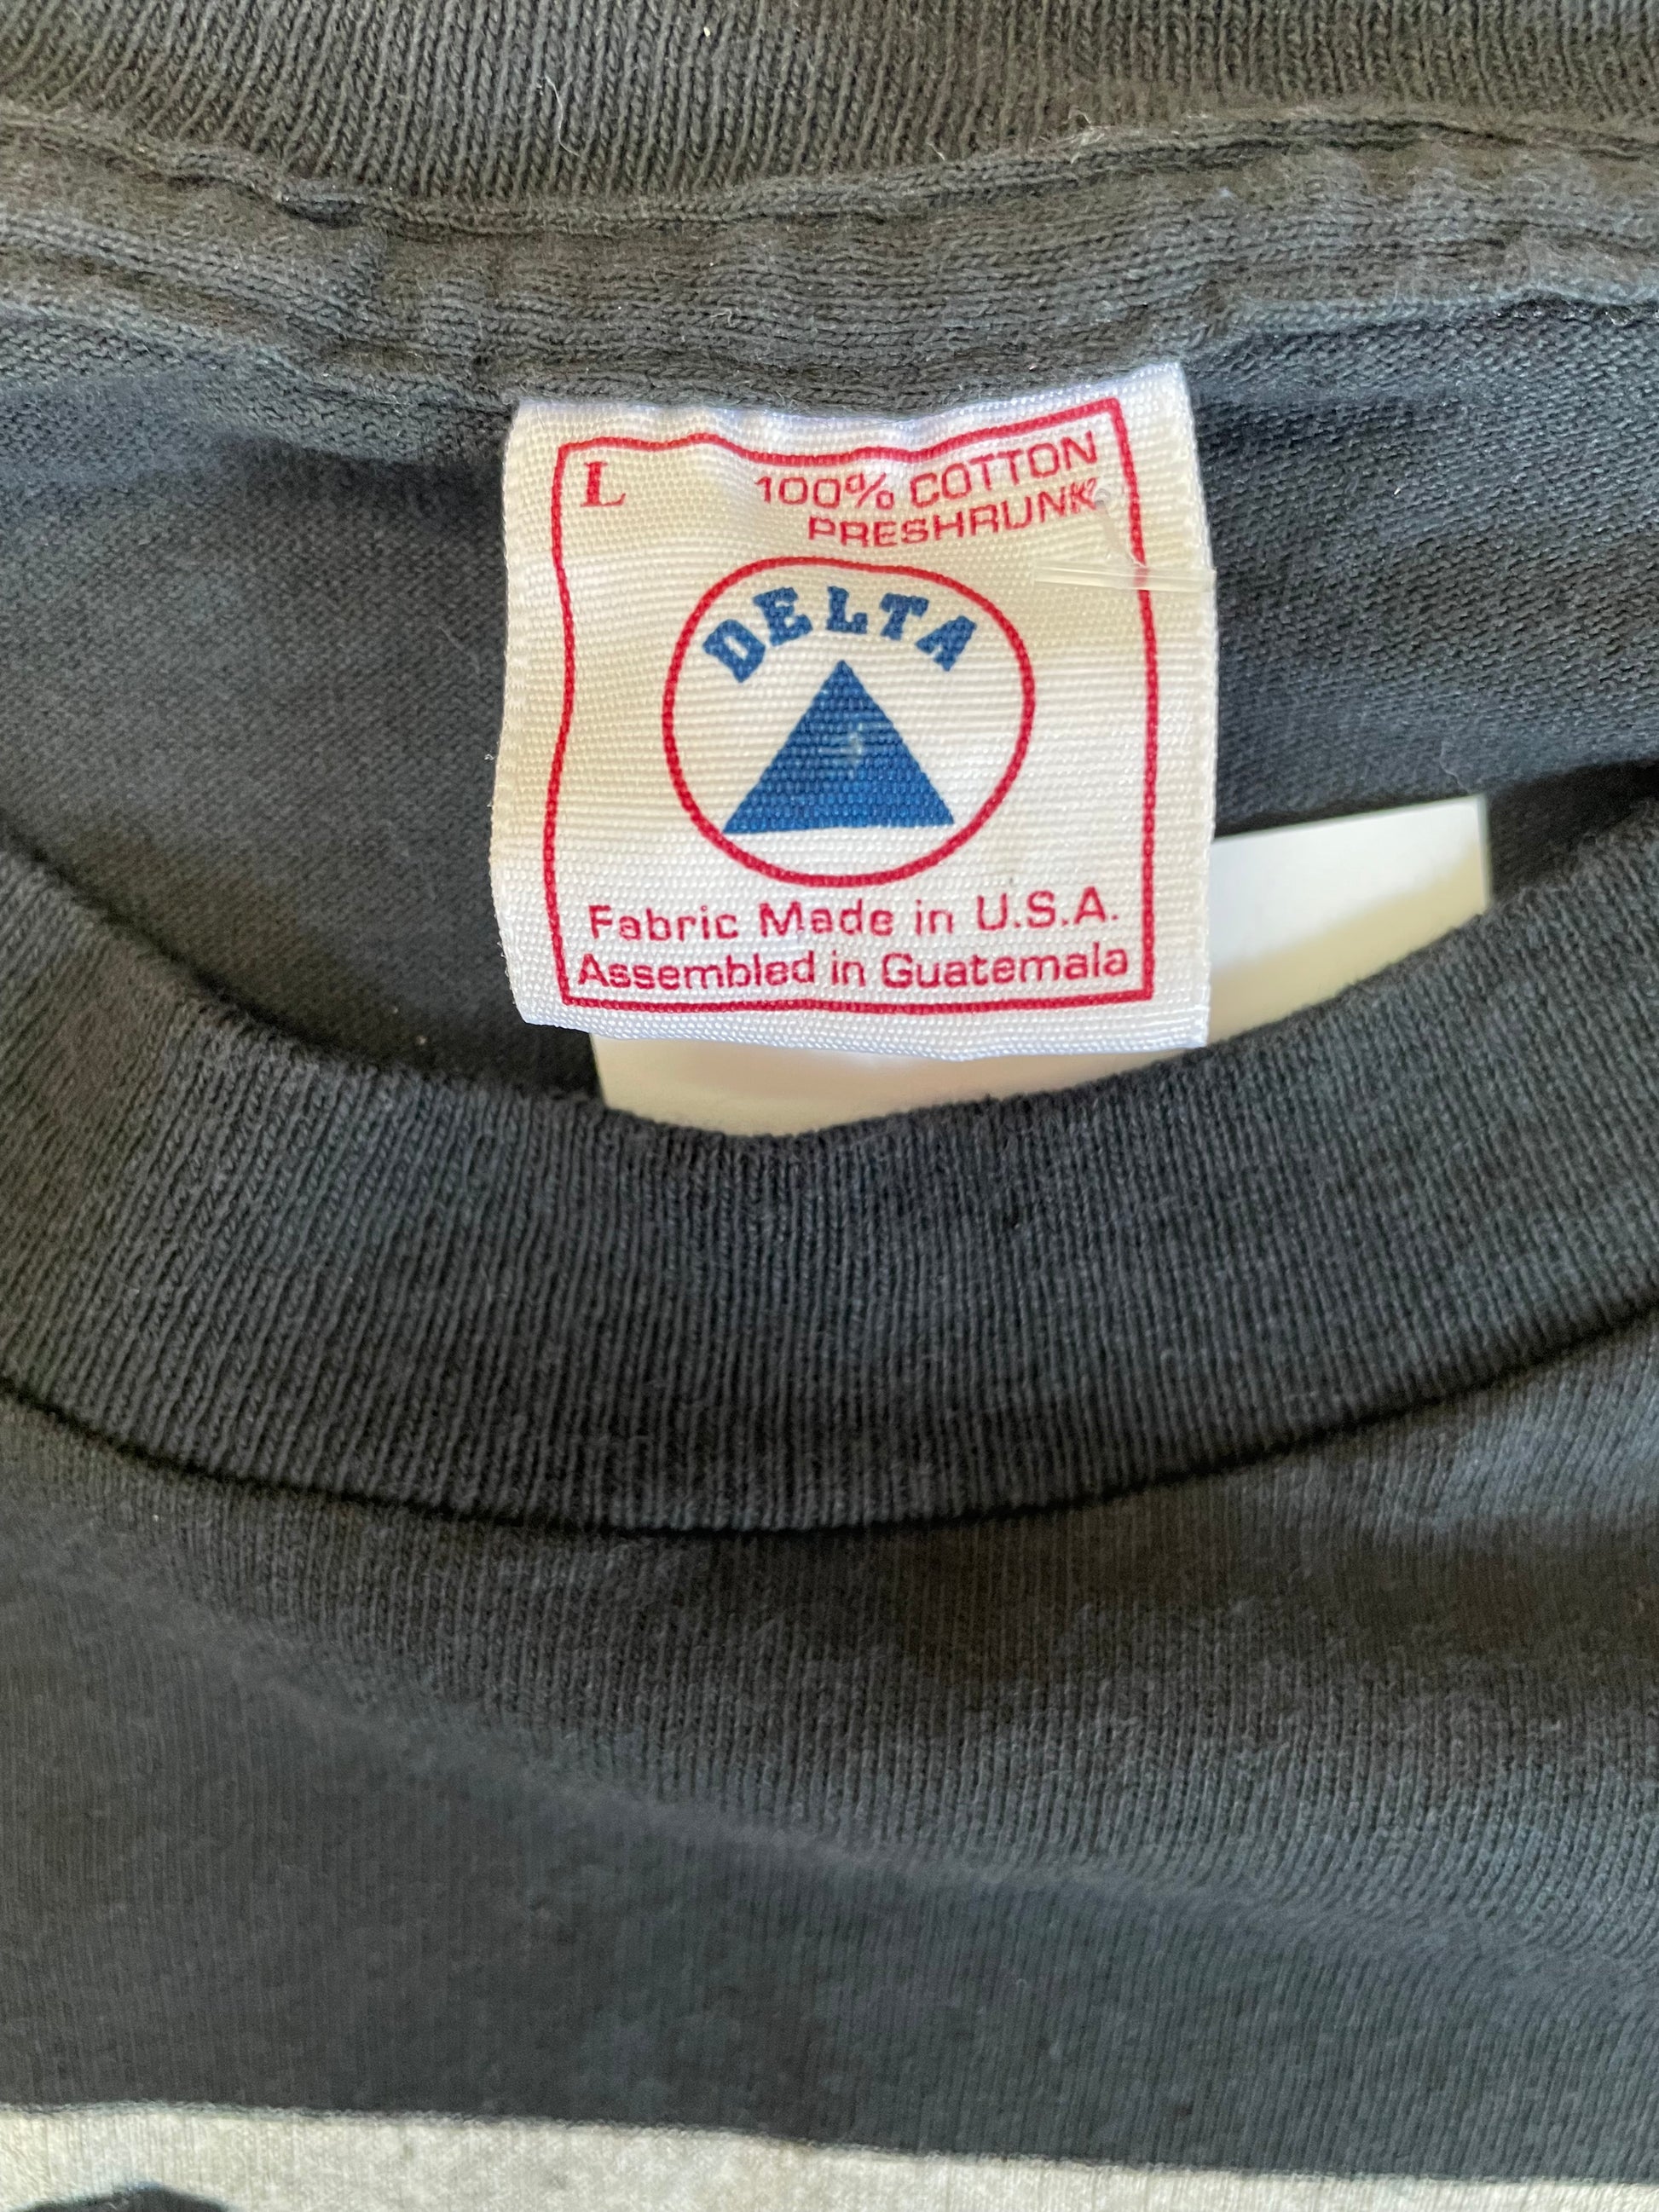 L 100% COTTON
PRESHRUNK
DELTA
Fabric Made in U.S.A.
Assembled in Guatemala